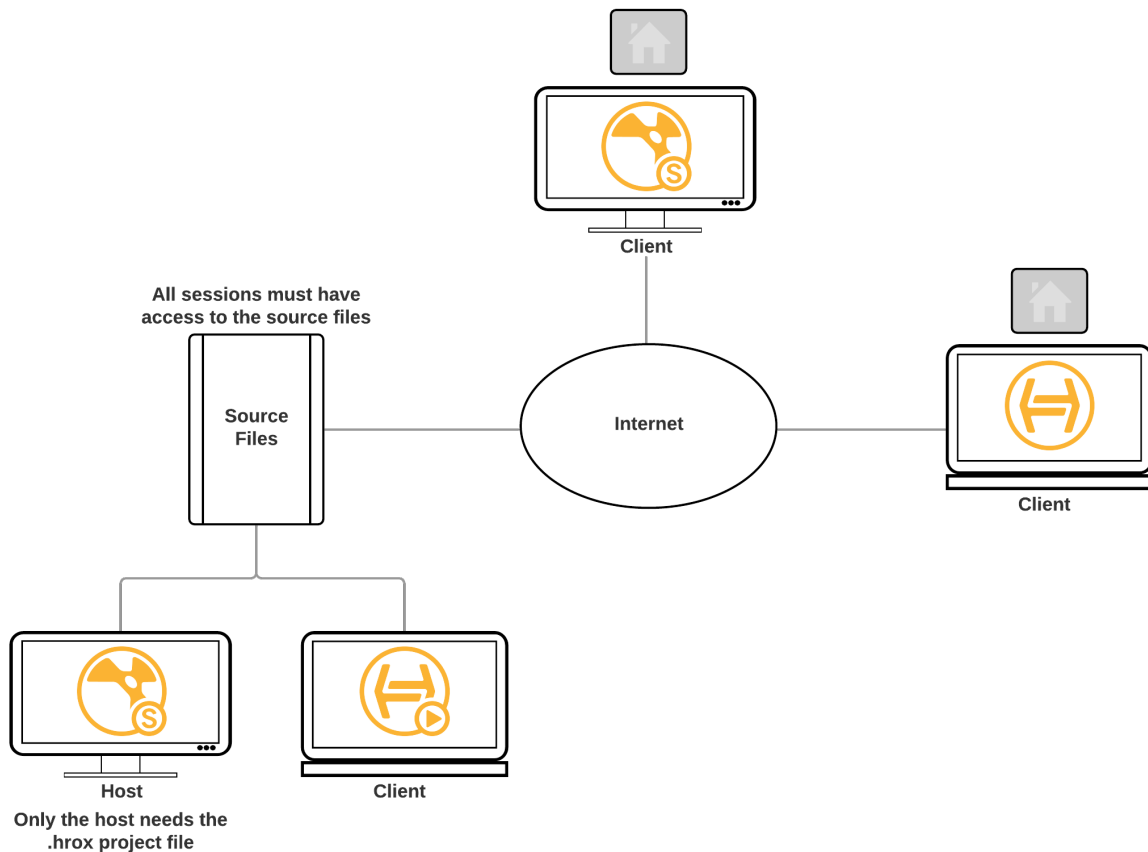 S
Client
All sessions must have
access to the source files
Source
Files
Internet
Client
S
Host
Client
Only the host needs the
.hrox project file